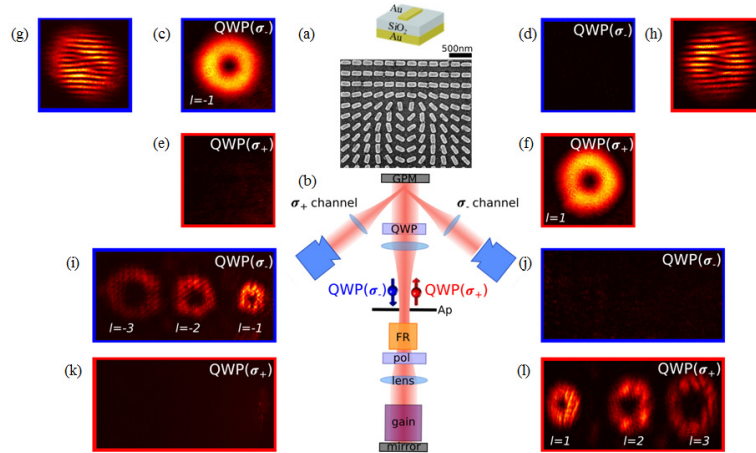 (g)
(c)
QWP(σ-)
l=-1
(a)
Au
SiO2
Au
500nm
(d)
QWP(σ-)
(h)
(e)
QWP(σ+)
(f)
QWP(σ+)
l=1
(b)
GPM
σ+ channel
σ- channel
QWP
(i)
QWP(σ-)
l=-3
l=-2
l=-1
QWP(σ-)
QWP(σ+)
Ap
(j)
QWP(σ-)
FR
pol
lens
gain
mirror
(k)
QWP(σ+)
(l)
QWP(σ+)
l=1
l=2
l=3